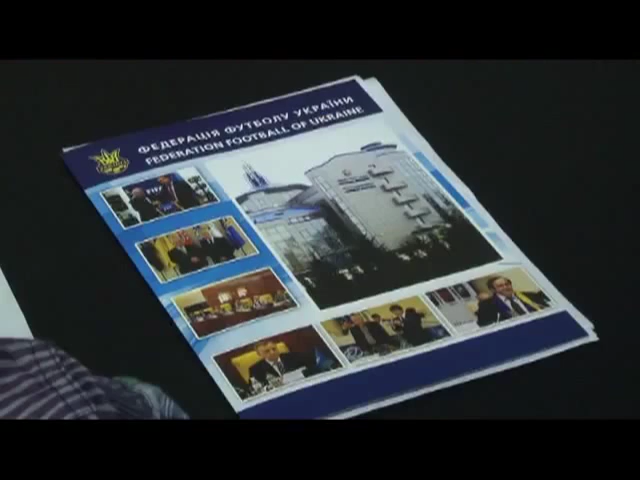 ФЕДЕРАЦІЯ ФУТБОЛУ УКРАЇНИ
FEDERATION FOOTBALL OF UKRAINE